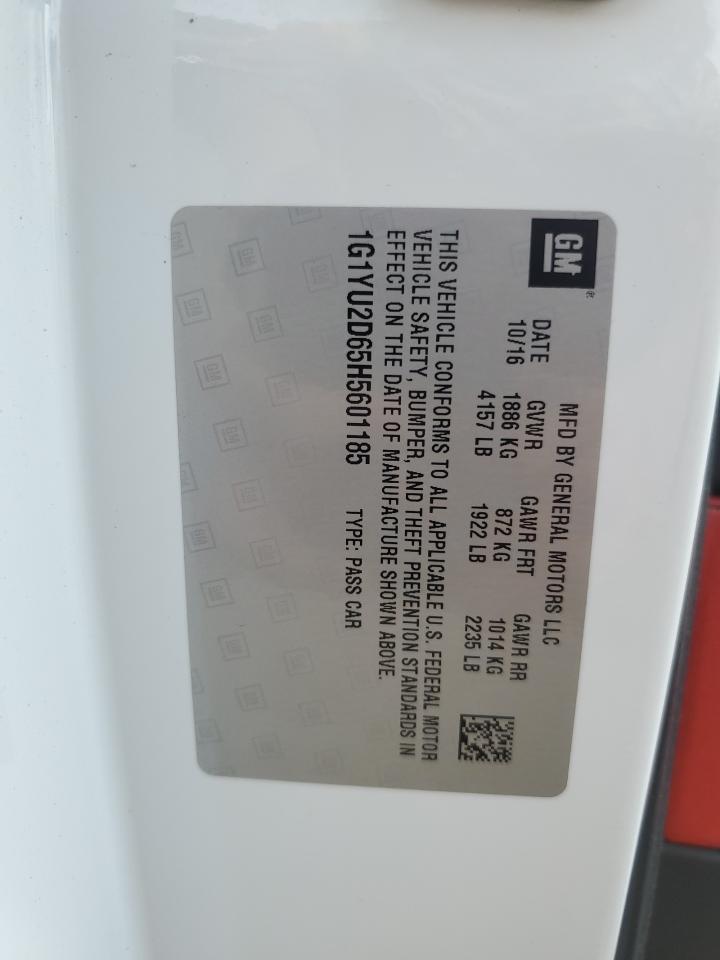 GM
®
MFD BY GENERAL MOTORS LLC
DATE GVWR GAWR FRT GAWR RR
10/16 1886 KG 872 KG 1014 KG
4157 LB 1922 LB 2235 LB
THIS VEHICLE CONFORMS TO ALL APPLICABLE U.S. FEDERAL MOTOR
VEHICLE SAFETY, BUMPER, AND THEFT PREVENTION STANDARDS IN
EFFECT ON THE DATE OF MANUFACTURE SHOWN ABOVE.
1G1YU2D65H5601185 TYPE: PASS CAR